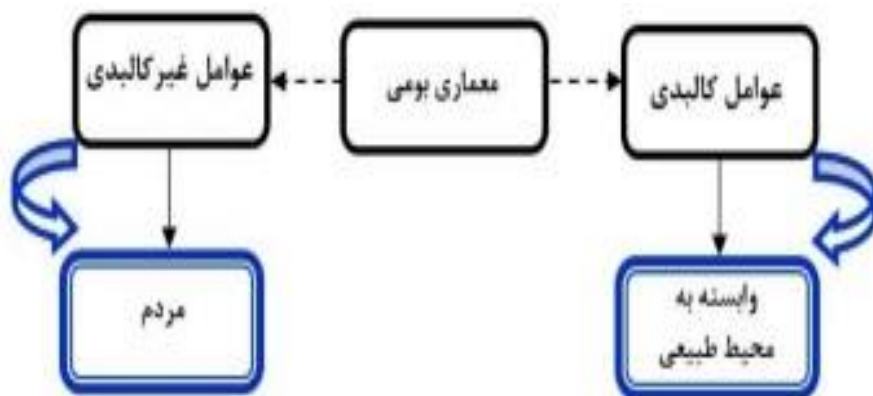 عوامل کالبدی
معماری بومی
عوامل غیرکالبدی
وابسته به
محیط طبیعی
مردم